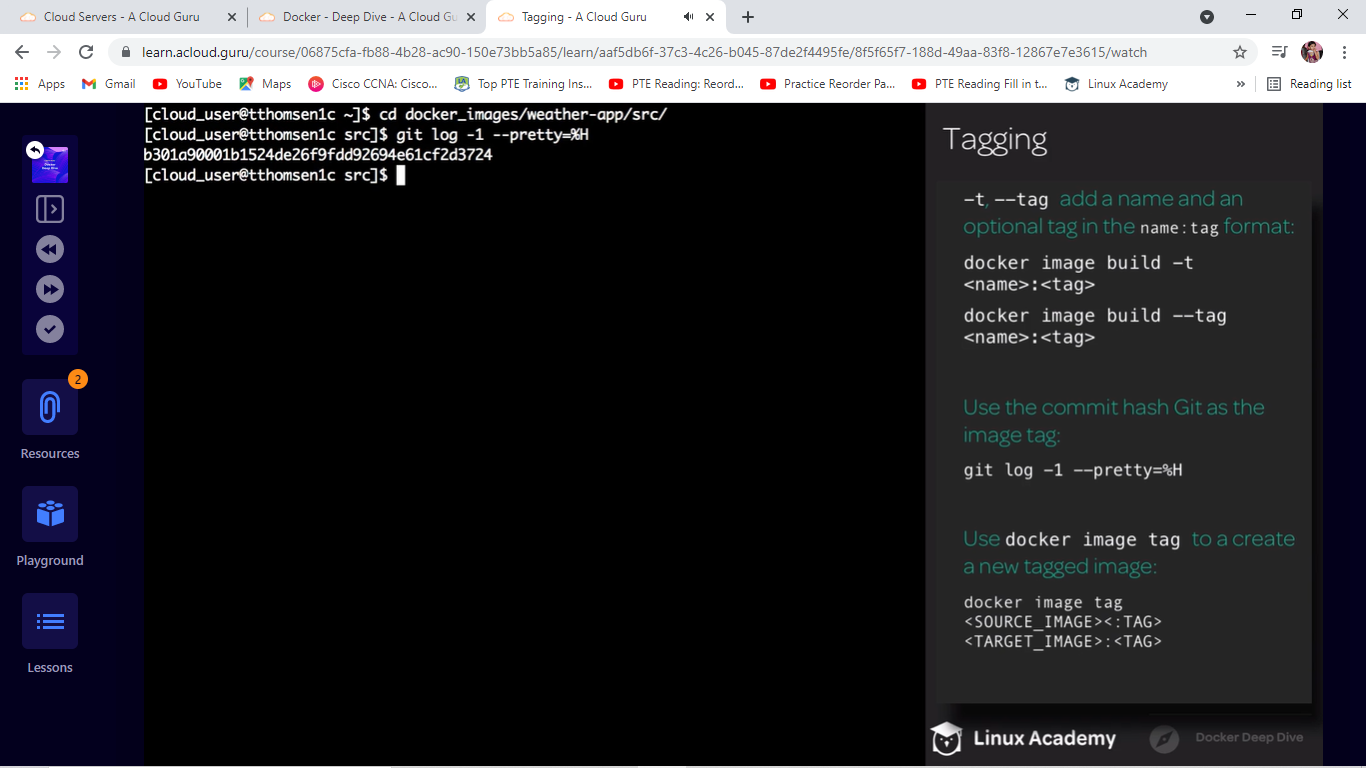 Cloud Servers - A Cloud Guru
Docker - Deep Dive - A Cloud Gu
Tagging - A Cloud Guru
learn.acloud.guru/course/06875cfa-fb88-4b28-ac90-150e73bb5a85/learn/aaf5db6f-37c3-4c26-b045-87de2f4495fe/8f5f65f7-188d-49aa-83f8-12867e7e3615/watch
Apps
Gmail
YouTube
Maps
Cisco CCNA: Cisco...
Top PTE Training Ins...
PTE Reading: Reord...
Practice Reorder Pa...
PTE Reading Fill in t...
Linux Academy
»
Reading list
[cloud_user@tthomsen1c ~]$ cd docker_images/weather-app/src/
[cloud_user@tthomsen1c src]$ git log -1 --pretty=%H
b301a90001b1524de26f9fdd92694e61cf2d3724
[cloud_user@tthomsen1c src]$
Docker
Deep Dive
2
Resources
Playground
Lessons
Tagging
-t, --tag add a name and an
optional tag in the name:tag format:
docker image build -t
<name>:<tag>
docker image build --tag
<name>:<tag>
Use the commit hash Git as the
image tag:
git log -1 --pretty=%H
Use docker image tag to a create
a new tagged image:
docker image tag
<SOURCE_IMAGE><:TAG>
<TARGET_IMAGE>:<TAG>
Linux Academy
Docker Deep Dive